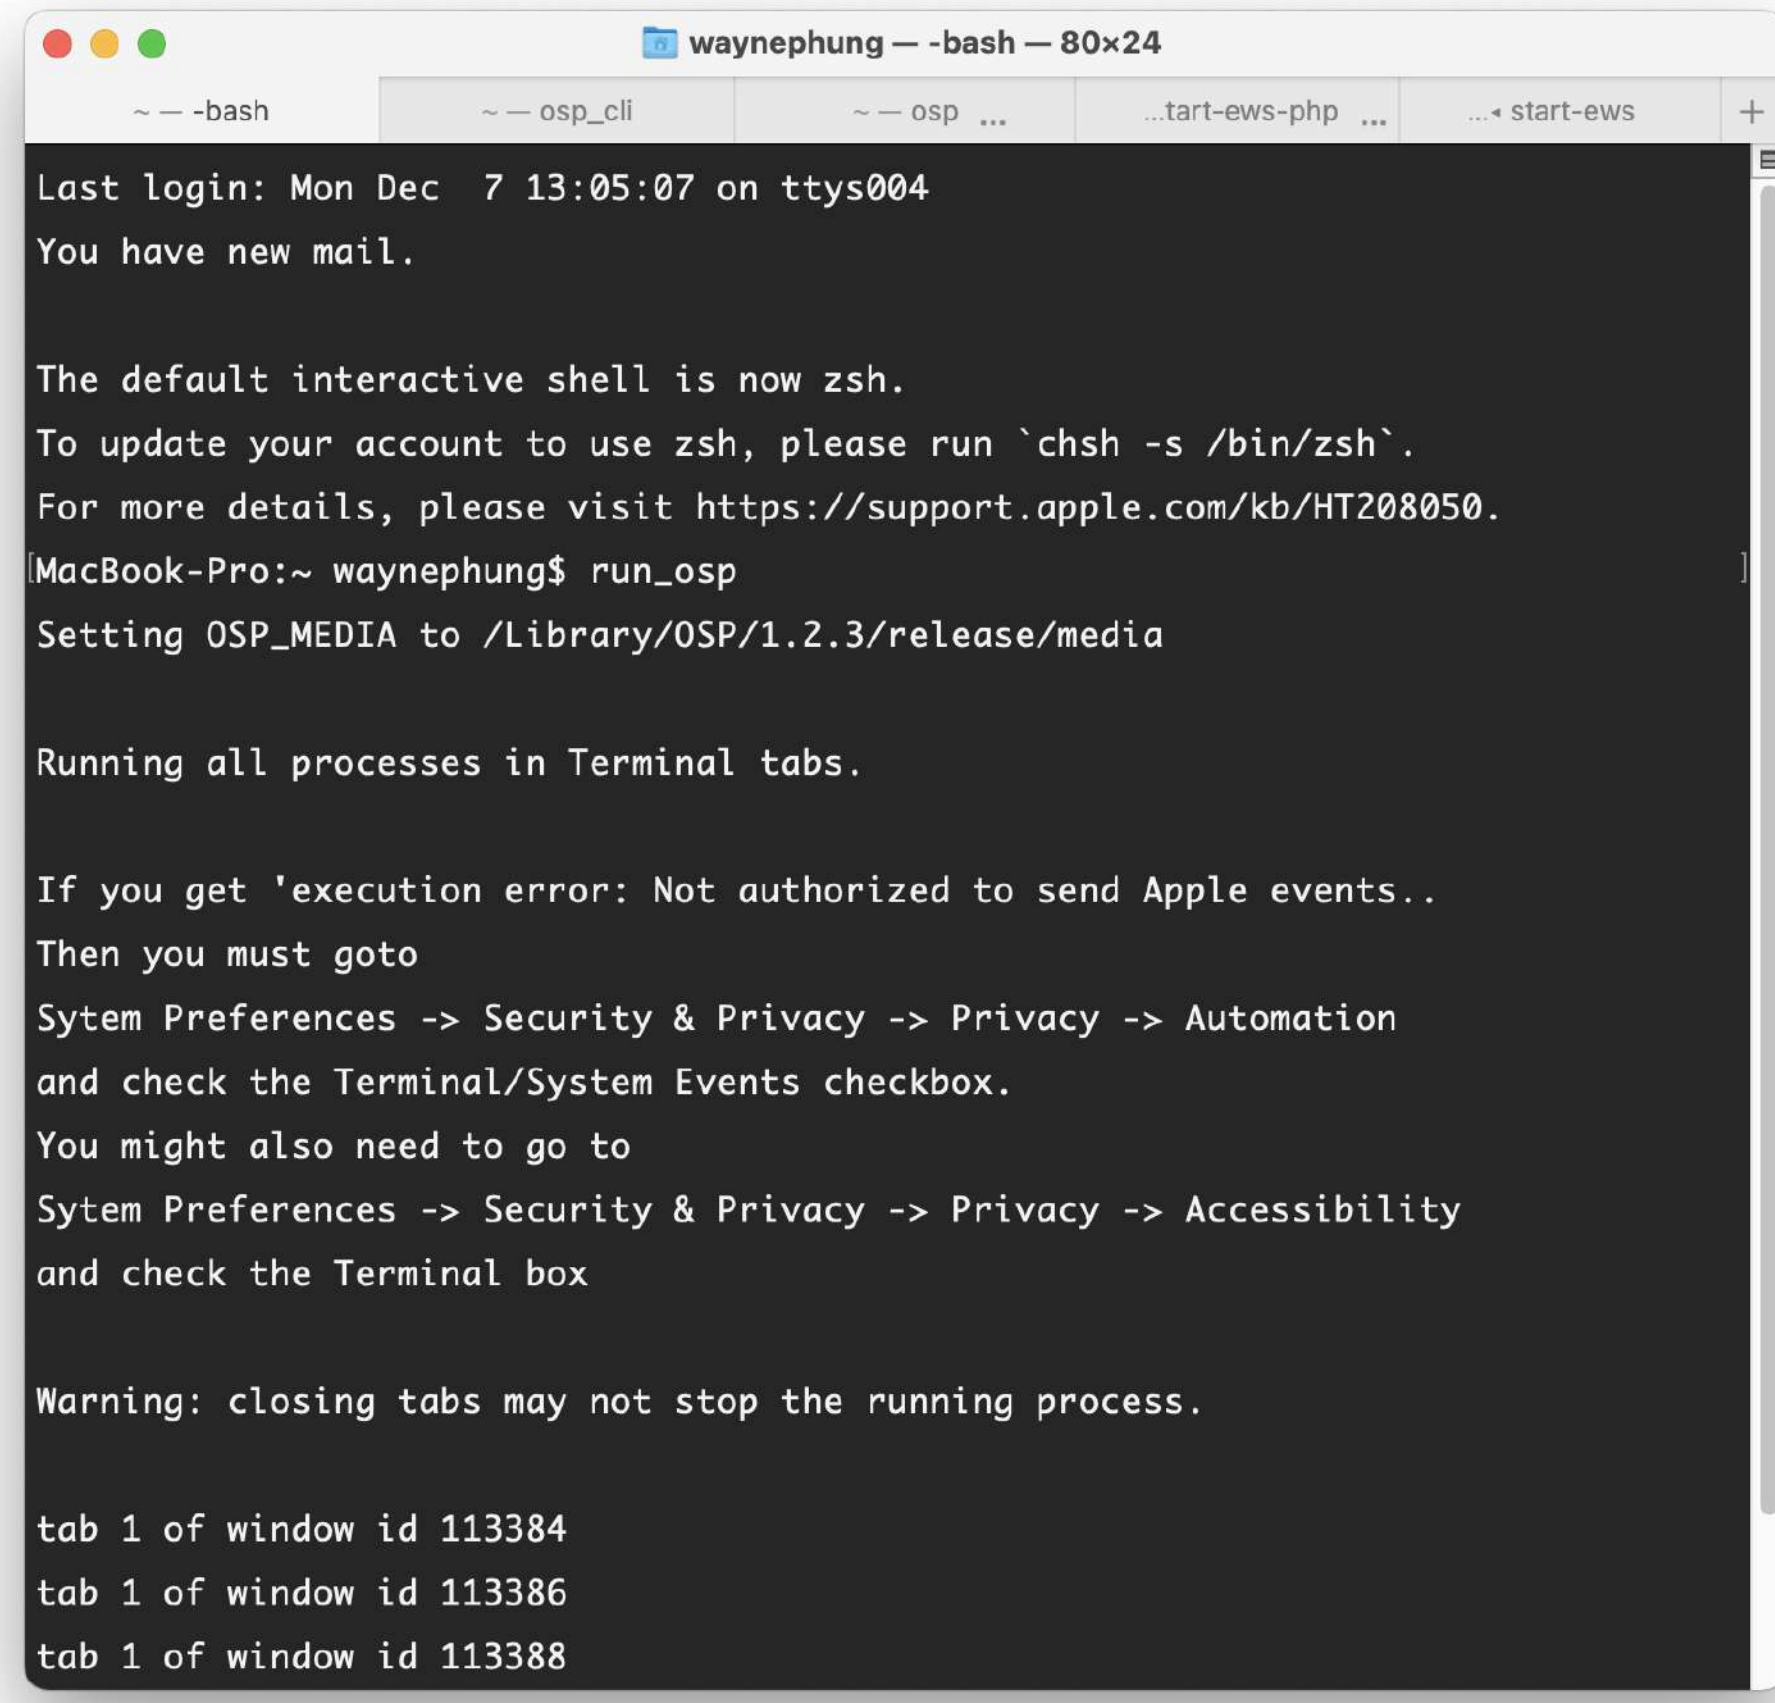 waynephung — -bash — 80×24
~ — -bash
~ — osp_cli
~ — osp ...
...tart-ews-php ...
...◂ start-ews
+
Last login: Mon Dec  7 13:05:07 on ttys004
You have new mail.
The default interactive shell is now zsh.
To update your account to use zsh, please run `chsh -s /bin/zsh`.
For more details, please visit https://support.apple.com/kb/HT208050.
[MacBook-Pro:~ waynephung$ run_osp ]
Setting OSP_MEDIA to /Library/OSP/1.2.3/release/media
Running all processes in Terminal tabs.
If you get 'execution error: Not authorized to send Apple events..
Then you must goto
Sytem Preferences -> Security & Privacy -> Privacy -> Automation
and check the Terminal/System Events checkbox.
You might also need to go to
Sytem Preferences -> Security & Privacy -> Privacy -> Accessibility
and check the Terminal box
Warning: closing tabs may not stop the running process.
tab 1 of window id 113384
tab 1 of window id 113386
tab 1 of window id 113388